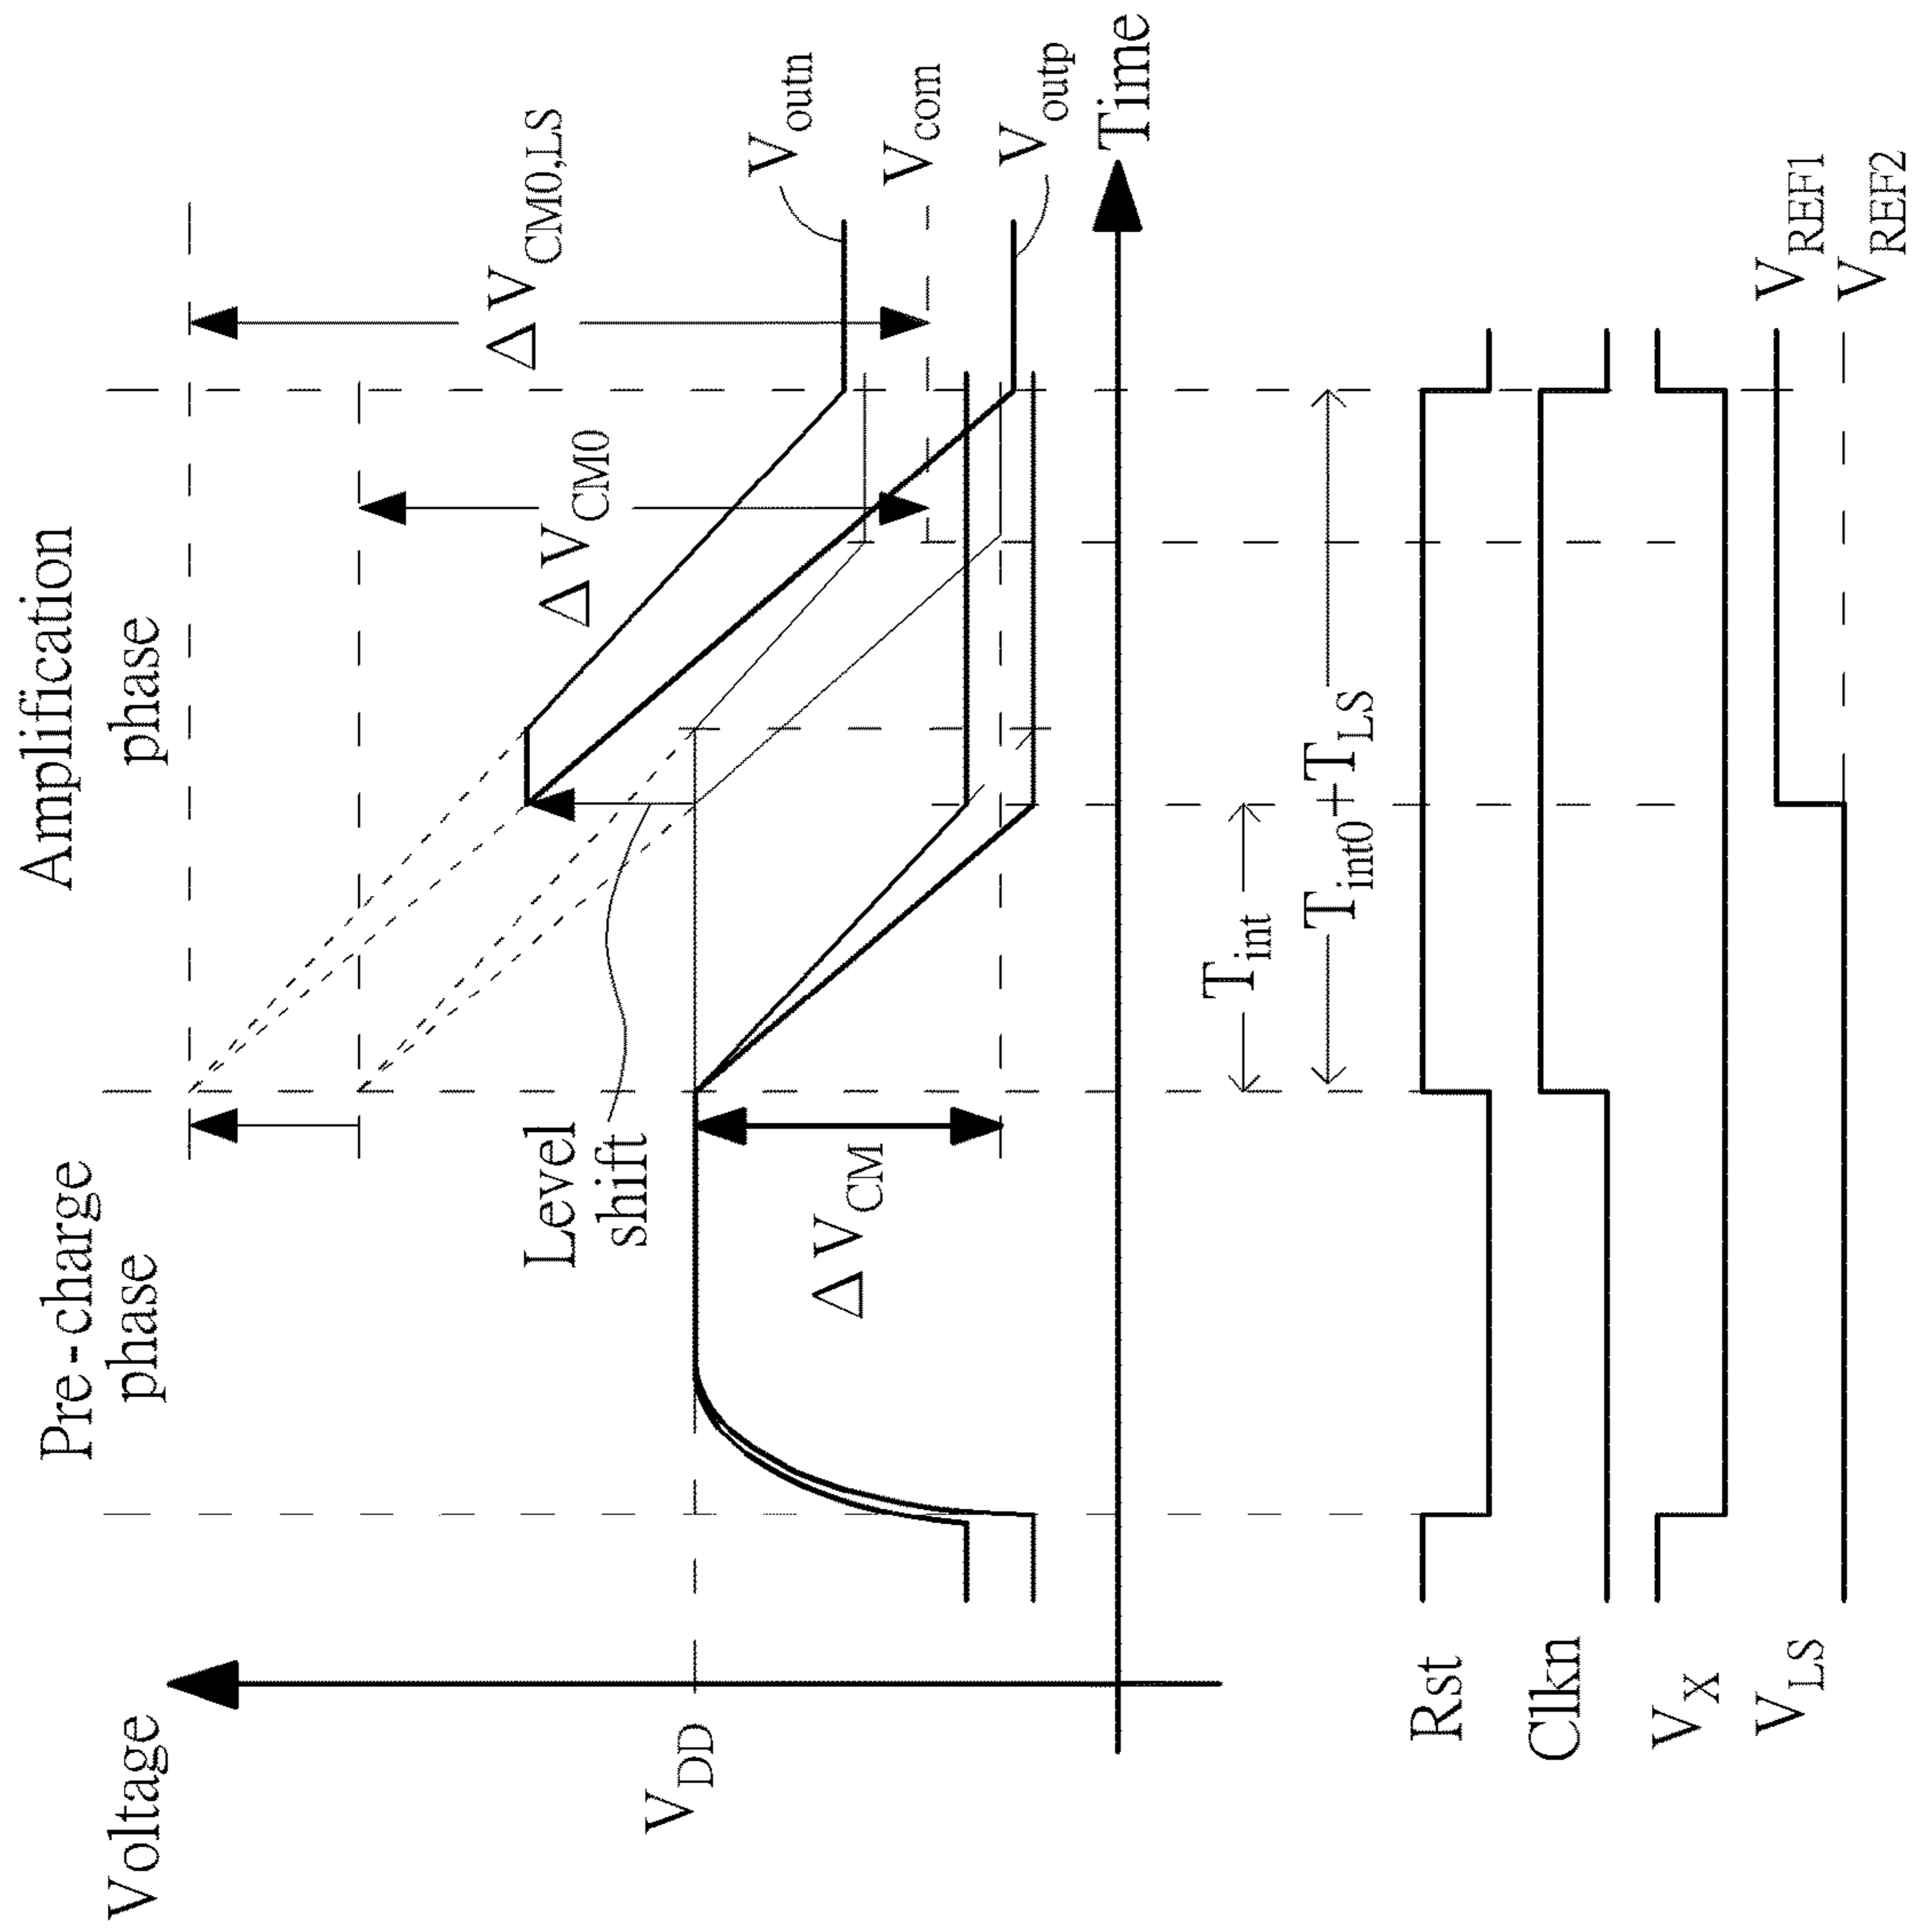 Voltage
Pre-charge
phase
Amplification
phase
ΔV_CM0,LS
ΔV_CM0
Level
shift
V_DD
ΔV_CM
V_outn
V_com
V_outp
Time
T_int
T_int0+T_LS
Rst
Clkn
V_X
V_LS
V_REF1
V_REF2